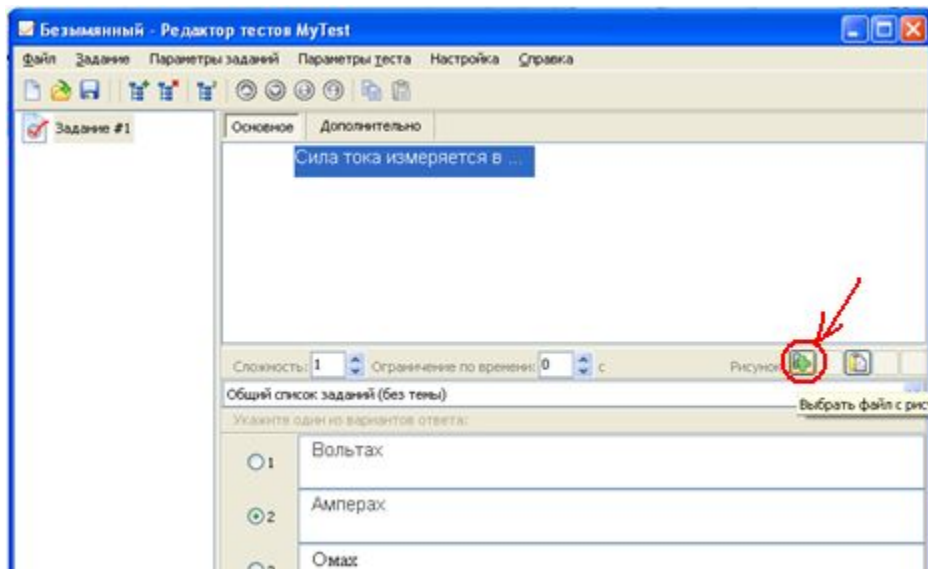 Безымянный - Редактор тестов MyTest
Файл Задание Параметры заданий Параметры теста Настройка Справка
Задание #1
Основное Дополнительно
Сила тока измеряется в ...
Сложность: 1 Ограничение по времени: 0 с Рисунок
Общий список заданий (без темы)
Выбрать файл с рис
Укажите один из вариантов ответа:
1 Вольтах
2 Амперах
Омах